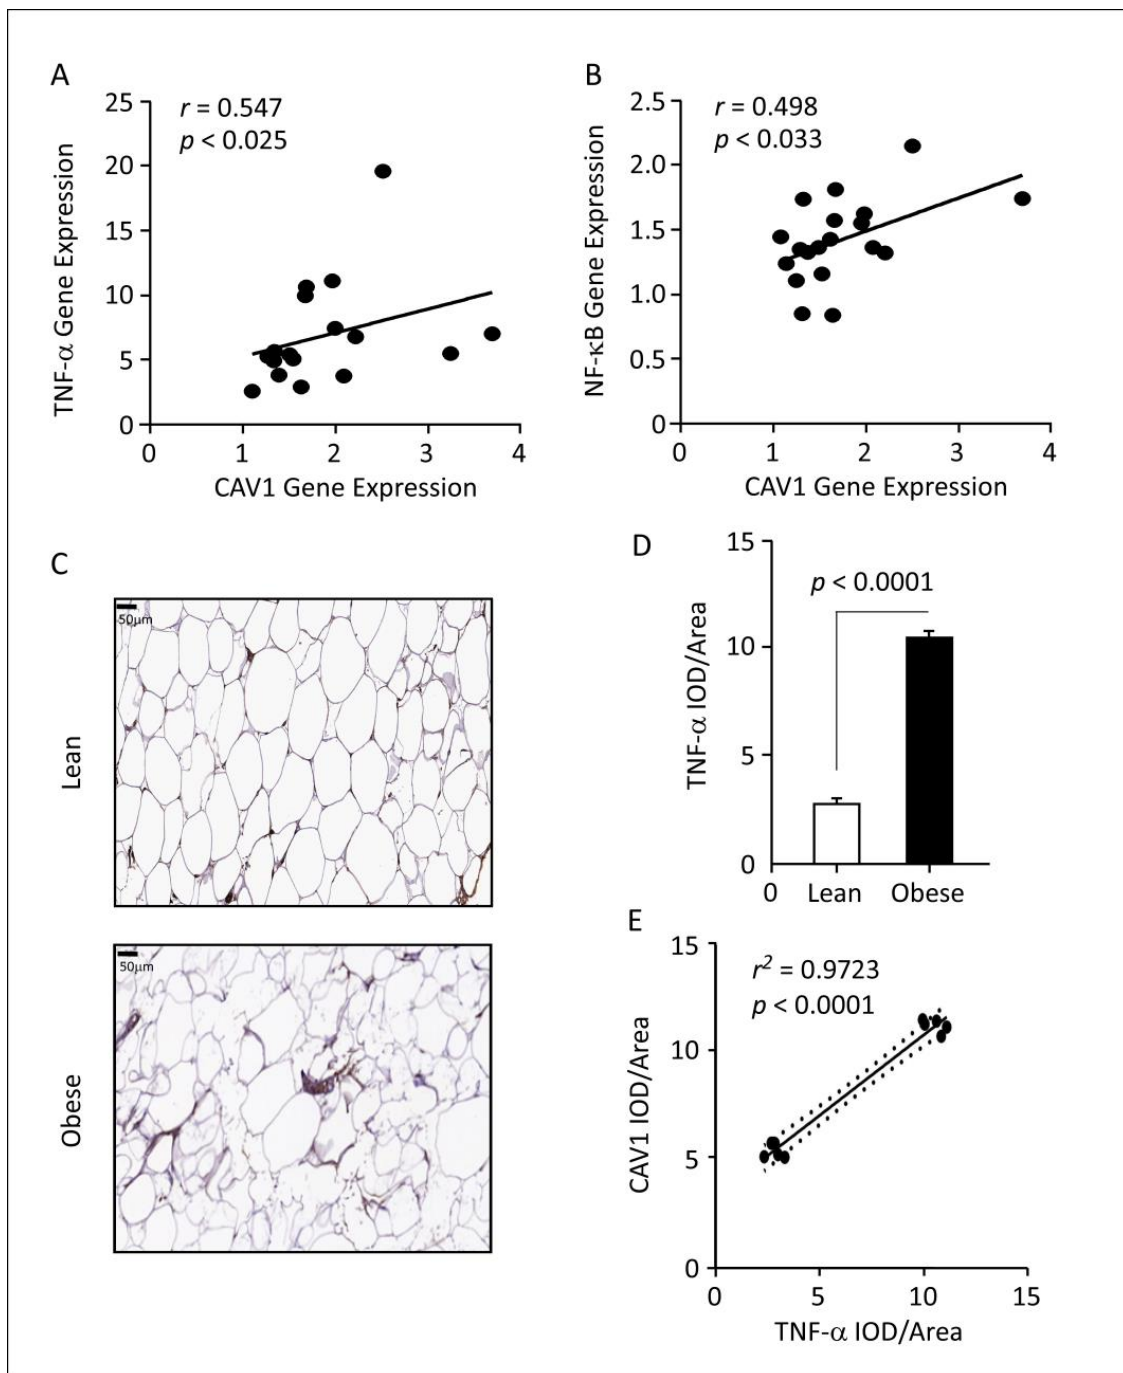 A
r = 0.547
p < 0.025
TNF-α Gene Expression
25
20
15
10
5
0
0 1 2 3 4
CAV1 Gene Expression
B
r = 0.498
p < 0.033
NF-κB Gene Expression
2.5
2.0
1.5
1.0
0.5
0
0 1 2 3 4
CAV1 Gene Expression
C
Lean
50μm
Obese
50μm
D
p < 0.0001
TNF-α IOD/Area
15
10
5
0
0 Lean Obese
E
r² = 0.9723
p < 0.0001
CAV1 IOD/Area
15
10
5
0
0 5 10 15
TNF-α IOD/Area